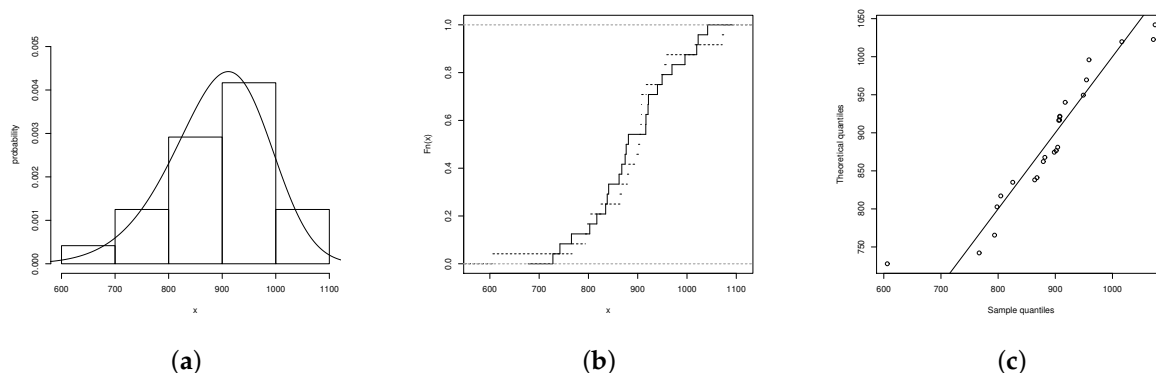 0.005
0.004
0.003
0.002
0.001
0.000
probability
600 700 800 900 1000 1100
x
(a)
1.0
0.8
0.6
0.4
0.2
0.0
Fn(x)
600 700 800 900 1000 1100
x
(b)
1050
1000
950
900
850
800
750
Theoretical quantiles
600 700 800 900 1000
Sample quantiles
(c)